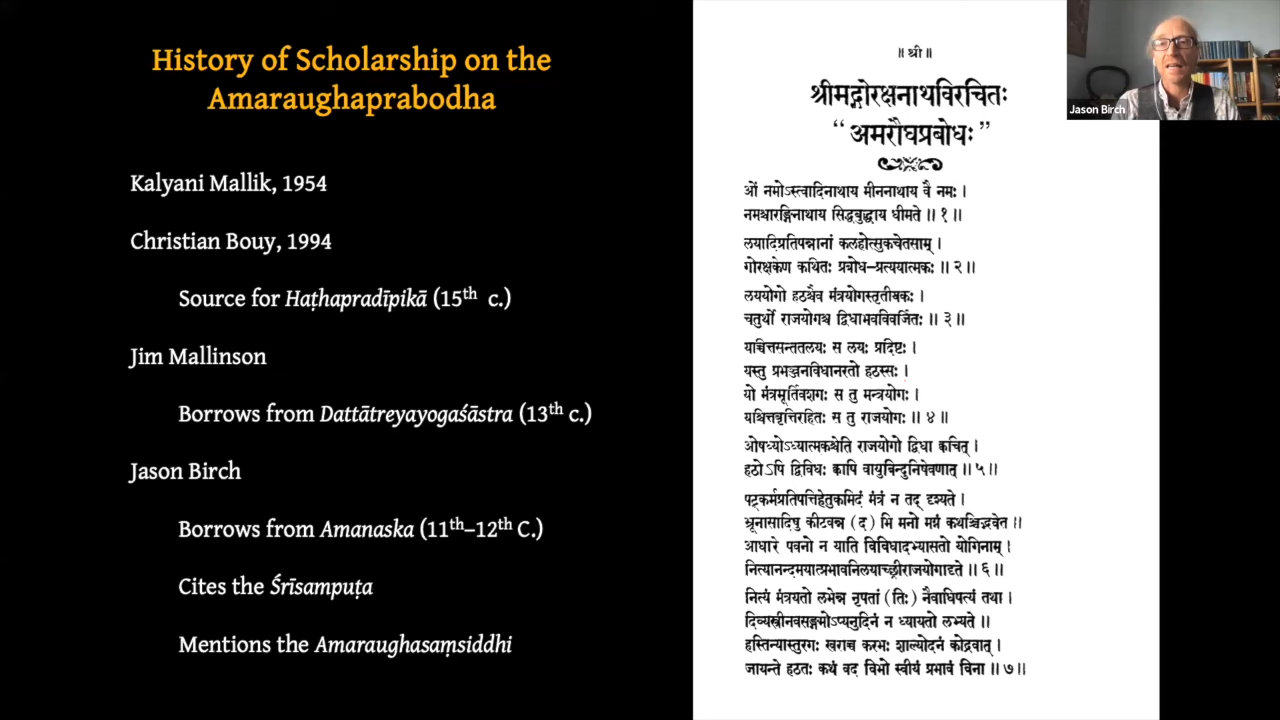 History of Scholarship on the
Amaraughaprabodha
Kalyani Mallik, 1954
Christian Bouy, 1994
Source for Haṭhapradīpikā (15th c.)
Jim Mallinson
Borrows from Dattātreyayogaśāstra (13th c.)
Jason Birch
Borrows from Amanaska (11th–12th C.)
Cites the Śrīsampuṭa
Mentions the Amaraughasaṃsiddhi
॥ श्री ॥
श्रीमद्गोरक्षनाथविरचितः
“ अमरौघप्रबोधः ”
ओं नमोऽस्त्वादिनाथाय मीननाथाय वै नमः ।
नमश्चारङ्गिनाथाय सिद्धबुद्धाय धीमते ॥ १ ॥
लयादिप्रतिपन्नानां कलहोत्सुकचेतसाम् ।
गोरक्षकेण कथितः प्रबोध–प्रत्ययात्मकः ॥ २ ॥
लययोगो हठश्चैव मंत्रयोगस्तृतीयकः ।
चतुर्थो राजयोगश्च द्विधाभवविवर्जितः ॥ ३ ॥
यच्चित्तसन्ततलयः स लयः प्रदिष्टः ।
यस्तु प्रभञ्जनविधानरतो हठस्सः ।
यो मंत्रमूर्तिवशगः स तु मन्त्रयोगः ।
यश्चित्तवृत्तिरहितः स तु राजयोगः ॥ ४ ॥
ओषध्योऽध्यात्मकश्चेति राजयोगो द्विधा क्वचित् ।
हठोऽपि द्विविधः क्वापि वायुबिन्दुनिषेवणात् ॥ ५ ॥
षट्कर्मप्रतिपत्तिहेतुकमिदं मंत्रं न तद् दृश्यते ।
भ्रूनासादिषु कीटवन्न (द) भि मनो मग्नं कथञ्चिद्भवेत ॥
आधारे पवनो न याति विविधादभ्यासतो योगिनाम् ।
नित्यानन्दमयात्प्रभावनिलयाच्छ्रीराजयोगादृते ॥ ६ ॥
नित्यं मंत्रयतो लभेन्न नृपतां (तिः) नैवाधिपत्यं तथा ।
दिव्यस्त्रीनवसङ्गमोऽप्यनुदिनं न ध्यायतो लभ्यते ॥
हस्तिन्यास्तुरगः खराच्च करभः शाल्योदनं कोद्रवात् ।
जायन्ते हठतः कथं वद विभो स्वीयं प्रभावं विना ॥ ७ ॥
Jason Birch